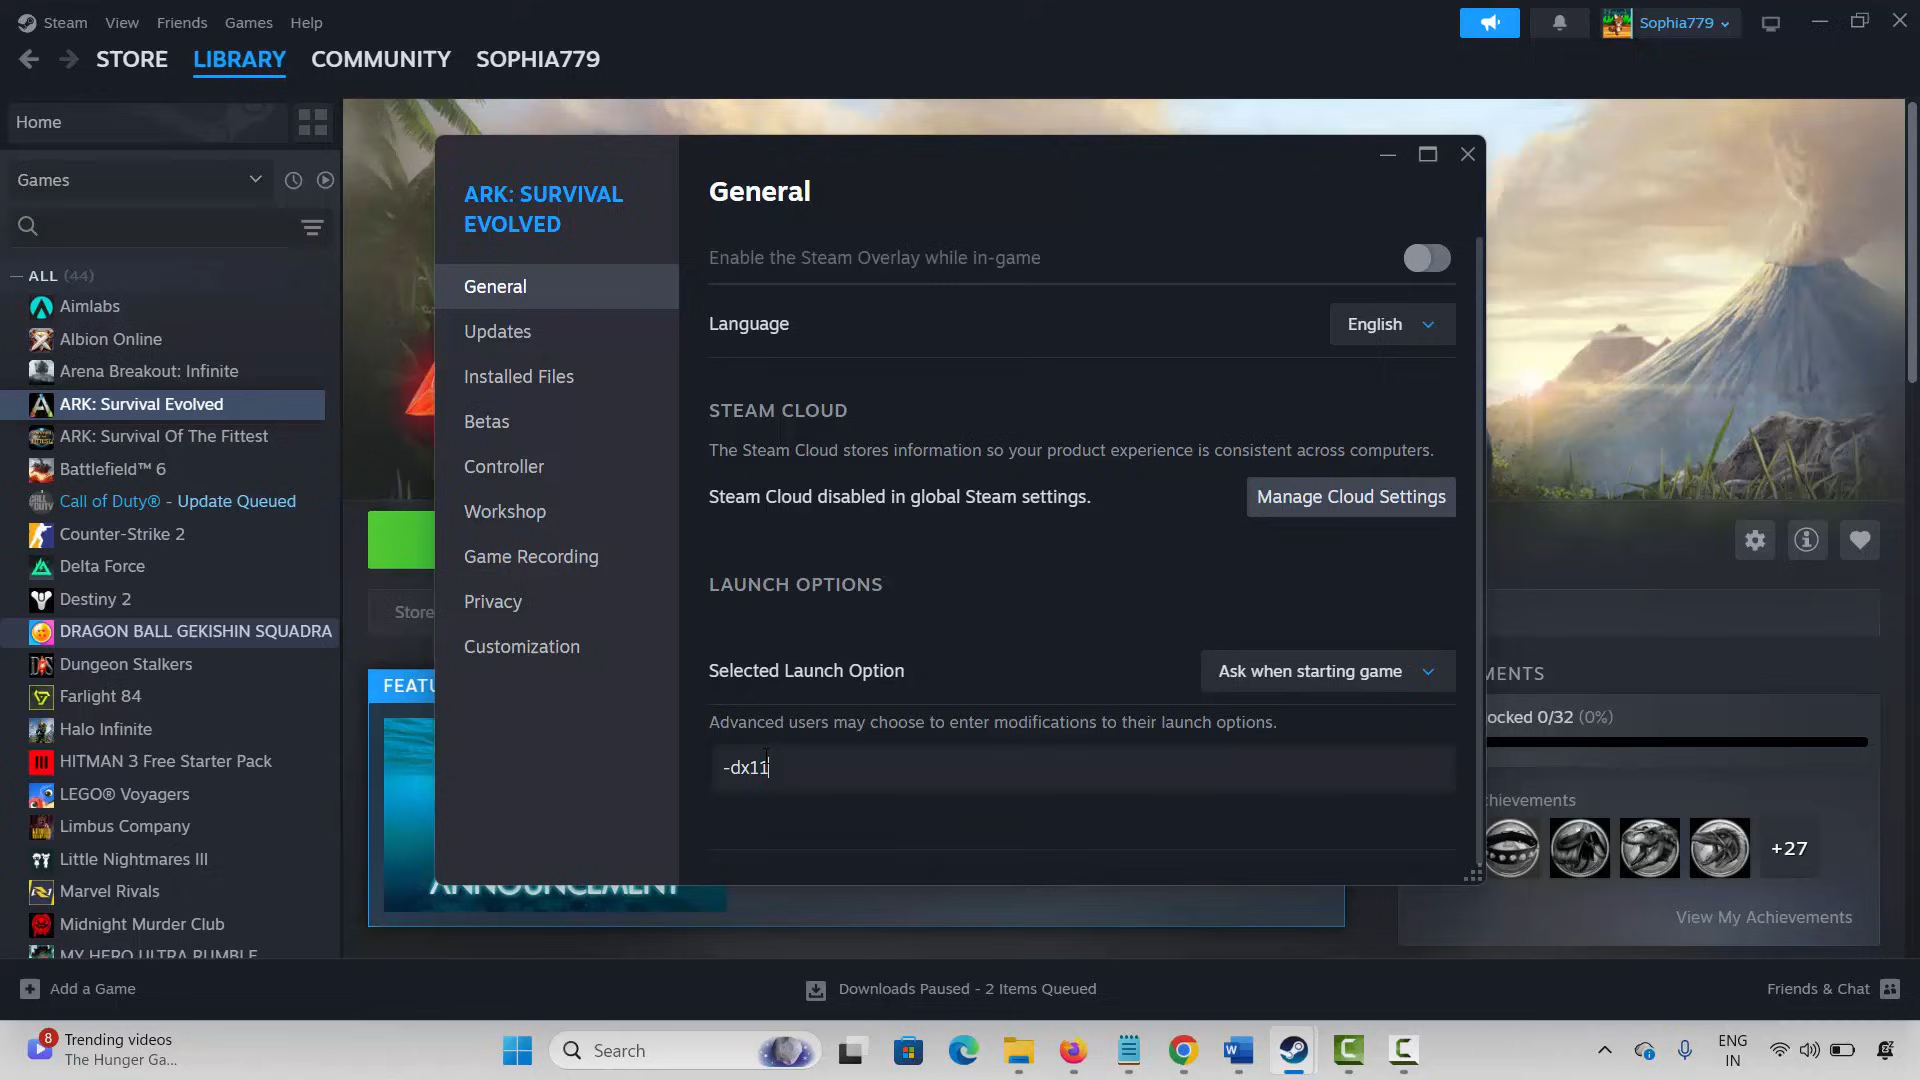 Steam View Friends Games Help
Sophia779
STORE LIBRARY COMMUNITY SOPHIA779
Home
Games
ALL (44)
Aimlabs
Albion Online
Arena Breakout: Infinite
ARK: Survival Evolved
ARK: Survival Of The Fittest
Battlefield™ 6
Call of Duty® - Update Queued
Counter-Strike 2
Delta Force
Destiny 2
DRAGON BALL GEKISHIN SQUADRA
Dungeon Stalkers
Farlight 84
Halo Infinite
HITMAN 3 Free Starter Pack
LEGO® Voyagers
Limbus Company
Little Nightmares III
Marvel Rivals
Midnight Murder Club
MY HERO ULTRA RUMBLE
Add a Game
ARK: SURVIVAL
EVOLVED
General
Updates
Installed Files
Betas
Controller
Workshop
Game Recording
Privacy
Customization
General
Enable the Steam Overlay while in-game
Language
English
STEAM CLOUD
The Steam Cloud stores information so your product experience is consistent across computers.
Steam Cloud disabled in global Steam settings.
Manage Cloud Settings
LAUNCH OPTIONS
Selected Launch Option
Ask when starting game
Advanced users may choose to enter modifications to their launch options.
-dx11
Store
FEATU
ANNOUNCEMENT
MENTS
ocked 0/32 (0%)
chievements
+27
View My Achievements
Downloads Paused - 2 Items Queued
Friends & Chat
8
Trending videos
The Hunger Ga...
Search
ENG
IN